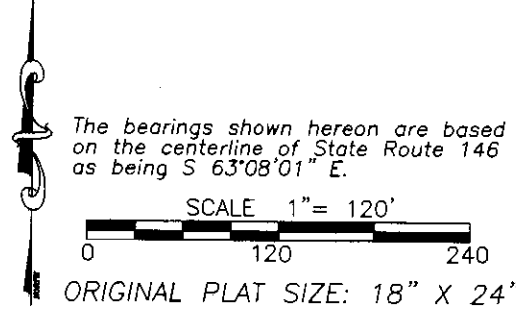 The bearings shown hereon are based
on the centerline of State Route 146
as being S 63°08'01" E.
SCALE 1"= 120'
0 120 240
ORIGINAL PLAT SIZE: 18" X 24'